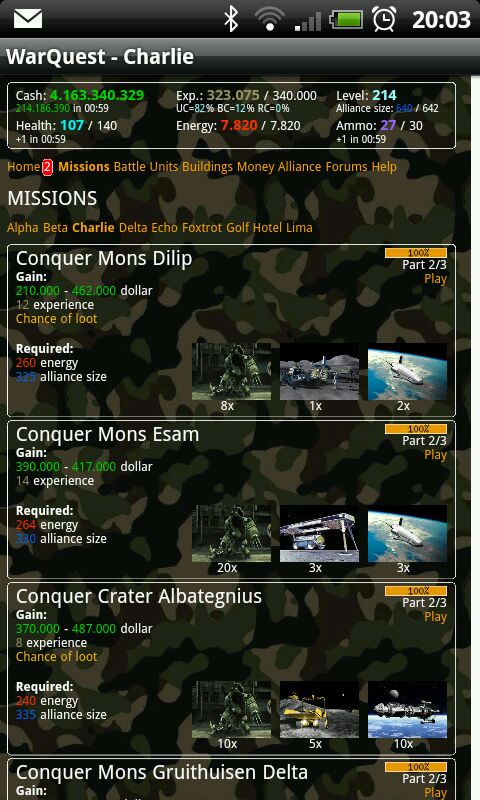 20:03
WarQuest - Charlie
Cash: 4.163.340.329 Exp.: 323.075 / 340.000 Level: 214
214.186.390 in 00:59 UC=82% BC=12% RC=0% Alliance size: 640 / 642
Health: 107 / 140 Energy: 7.820 / 7.820 Ammo: 27 / 30
+1 in 00:59 +1 in 00:59
Home 2 Missions Battle Units Buildings Money Alliance Forums Help
MISSIONS
Alpha Beta Charlie Delta Echo Foxtrot Golf Hotel Lima
Conquer Mons Dilip 100%
Gain: Part 2/3
210.000 - 462.000 dollar Play
12 experience
Chance of loot
Required:
260 energy
325 alliance size
8x 1x 2x
Conquer Mons Esam 100%
Gain: Part 2/3
390.000 - 417.000 dollar Play
14 experience
Required:
264 energy
330 alliance size
20x 3x 3x
Conquer Crater Albategnius 100%
Gain: Part 2/3
370.000 - 487.000 dollar Play
8 experience
Chance of loot
Required:
240 energy
335 alliance size
10x 5x 10x
Conquer Mons Gruithuisen Delta 100%
Gain: Part 2/3
Play